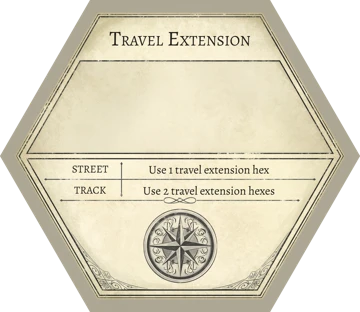 Travel Extension
STREET Use 1 travel extension hex
TRACK Use 2 travel extension hexes